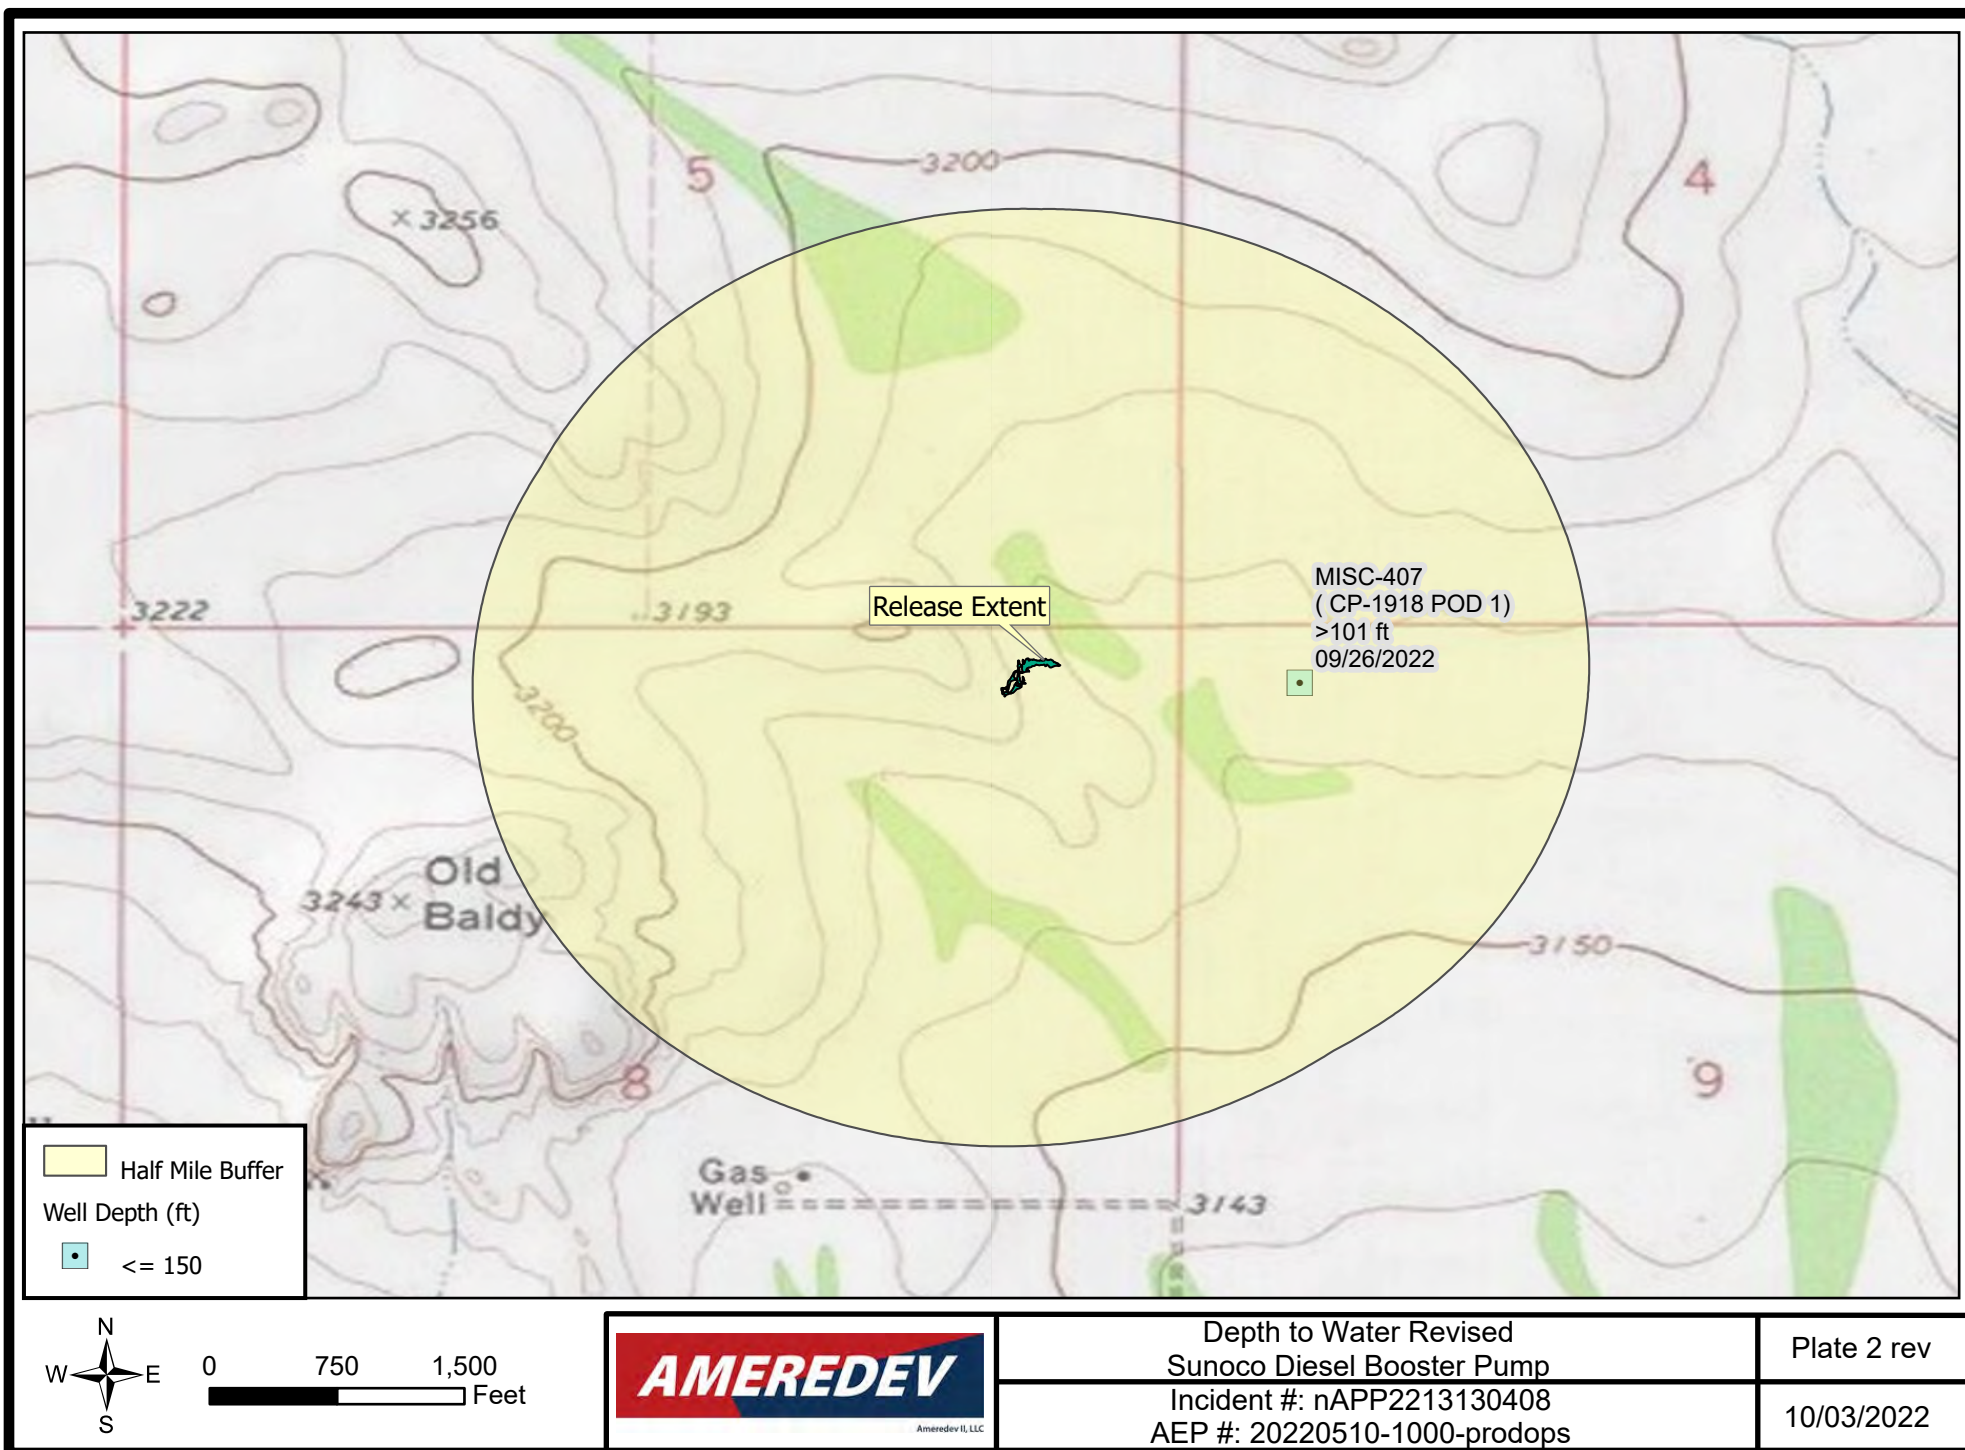 5
3200
4
× 3256
MISC-407
( CP-1918 POD 1)
>101 ft
09/26/2022
3222
3193
Release Extent
3200
Old
Baldy
3243 ×
3150
8
9
Gas
Well
3143
Half Mile Buffer
Well Depth (ft)
<= 150
N
W E
S
0 750 1,500
Feet
AMEREDEV
Ameredev II, LLC
Depth to Water Revised
Sunoco Diesel Booster Pump
Incident #: nAPP2213130408
AEP #: 20220510-1000-prodops
Plate 2 rev
10/03/2022